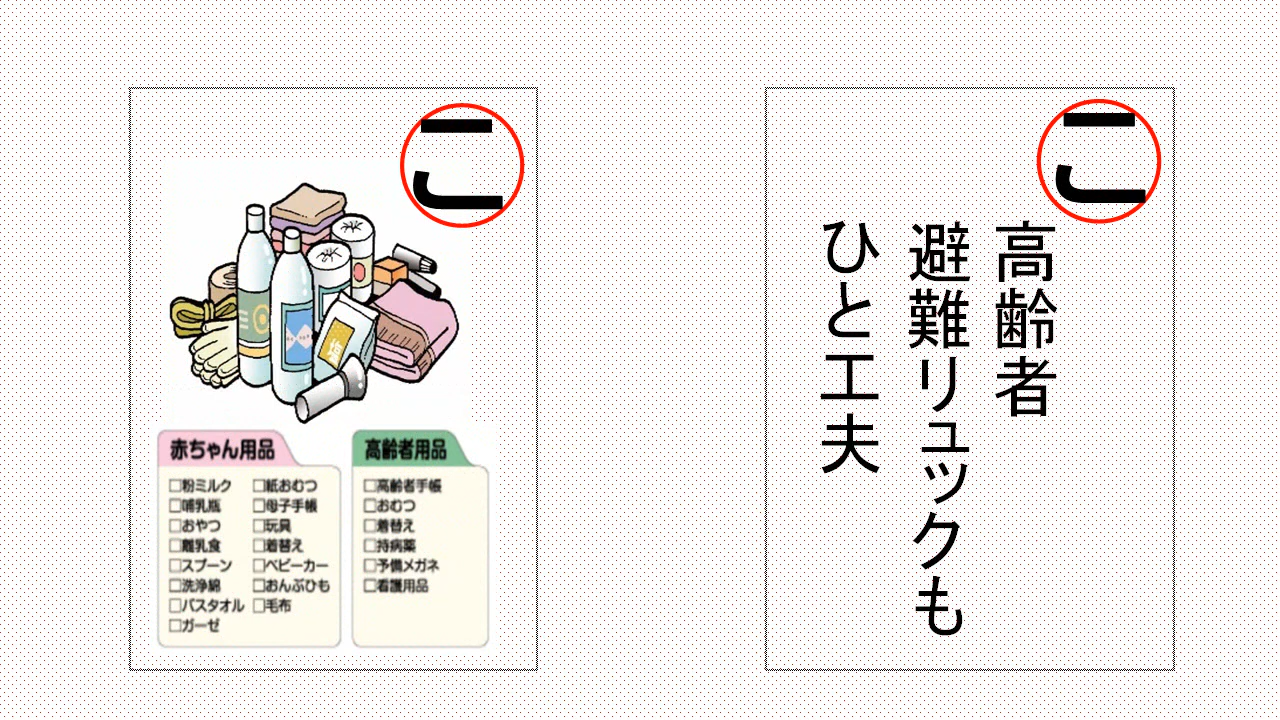 こ
塩
赤ちゃん用品
□粉ミルク
□哺乳瓶
□おやつ
□離乳食
□スプーン
□洗浄綿
□バスタオル
□ガーゼ
□紙おむつ
□母子手帳
□玩具
□着替え
□ベビーカー
□おんぶひも
□毛布
高齢者用品
□高齢者手帳
□おむつ
□着替え
□持病薬
□予備メガネ
□看護用品
こ
高齢者
避難リュックも
ひと工夫